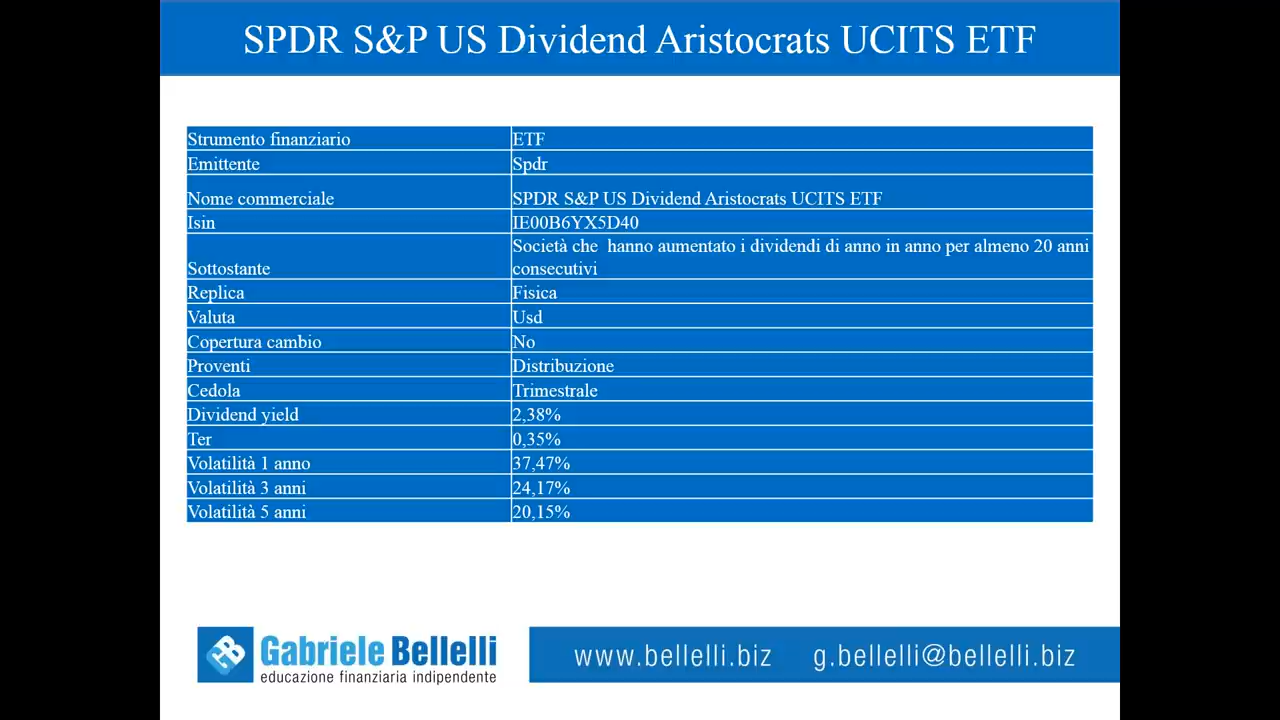 SPDR S&P US Dividend Aristocrats UCITS ETF
Strumento finanziario ETF
Emittente Spdr
Nome commerciale SPDR S&P US Dividend Aristocrats UCITS ETF
Isin IE00B6YX5D40
Sottostante Società che hanno aumentato i dividendi di anno in anno per almeno 20 anni
consecutivi
Replica Fisica
Valuta Usd
Copertura cambio No
Proventi Distribuzione
Cedola Trimestrale
Dividend yield 2,38%
Ter 0,35%
Volatilità 1 anno 37,47%
Volatilità 3 anni 24,17%
Volatilità 5 anni 20,15%
Gabriele Bellelli
educazione finanziaria indipendente
www.bellelli.biz g.bellelli@bellelli.biz